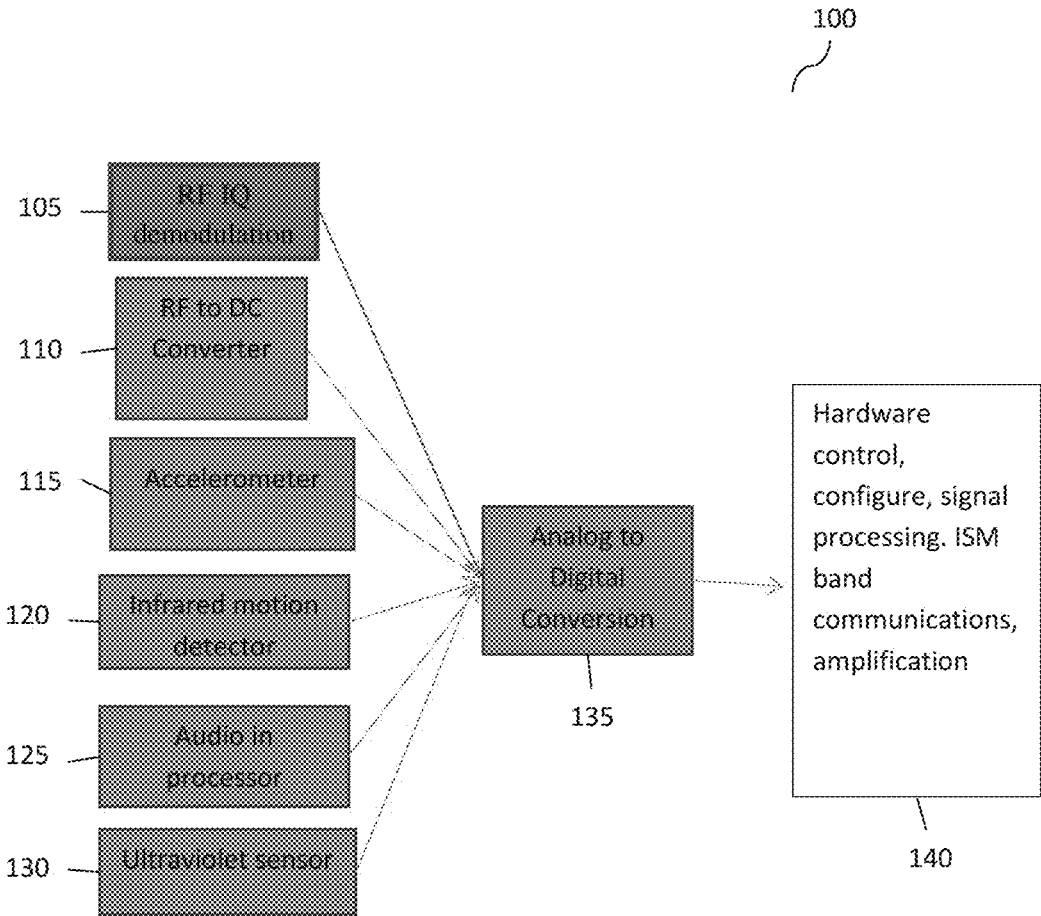 100
105
RF IQ
demodulation
110
RF to DC
Converter
115
Accelerometer
120
Infrared motion
detector
125
Audio in
processor
130
Ultraviolet sensor
Analog to
Digital
Conversion
135
Hardware
control,
configure, signal
processing. ISM
band
communications,
amplification
140